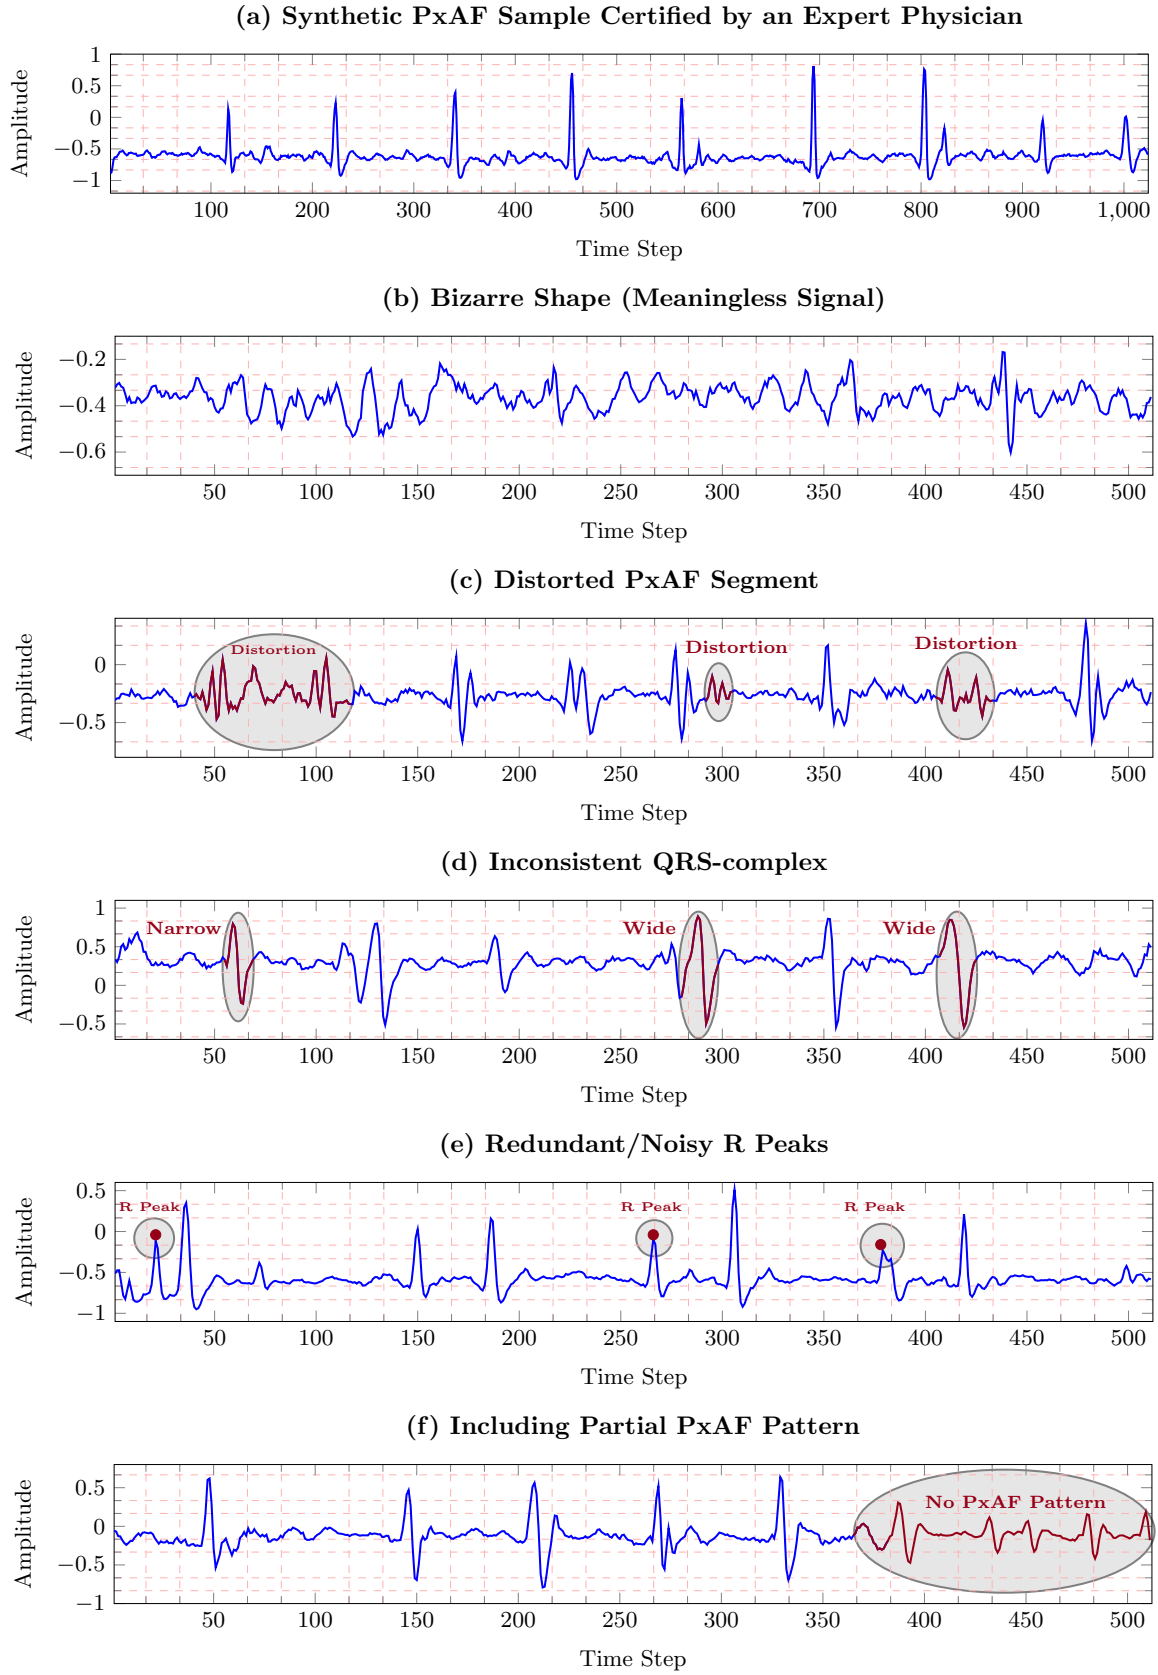 (a) Synthetic PxAF Sample Certified by an Expert Physician
1
0.5
0
−0.5
−1
Amplitude
100 200 300 400 500 600 700 800 900 1,000
Time Step
(b) Bizarre Shape (Meaningless Signal)
−0.2
−0.4
−0.6
Amplitude
50 100 150 200 250 300 350 400 450 500
Time Step
(c) Distorted PxAF Segment
Distortion Distortion Distortion
0
−0.5
Amplitude
50 100 150 200 250 300 350 400 450 500
Time Step
(d) Inconsistent QRS-complex
Narrow Wide Wide
1
0.5
0
−0.5
Amplitude
50 100 150 200 250 300 350 400 450 500
Time Step
(e) Redundant/Noisy R Peaks
R Peak R Peak R Peak
0.5
0
−0.5
−1
Amplitude
50 100 150 200 250 300 350 400 450 500
Time Step
(f) Including Partial PxAF Pattern
No PxAF Pattern
0.5
0
−0.5
−1
Amplitude
50 100 150 200 250 300 350 400 450 500
Time Step